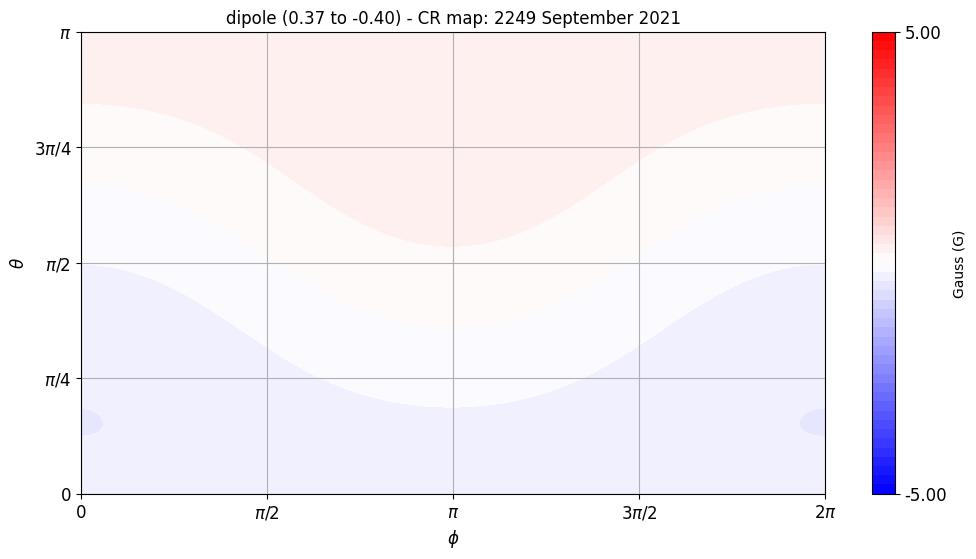 dipole (0.37 to -0.40) - CR map: 2249 September 2021
π
3π/4
π/2
π/4
0
θ
0
π/2
π
3π/2
2π
ϕ
5.00
-5.00
Gauss (G)